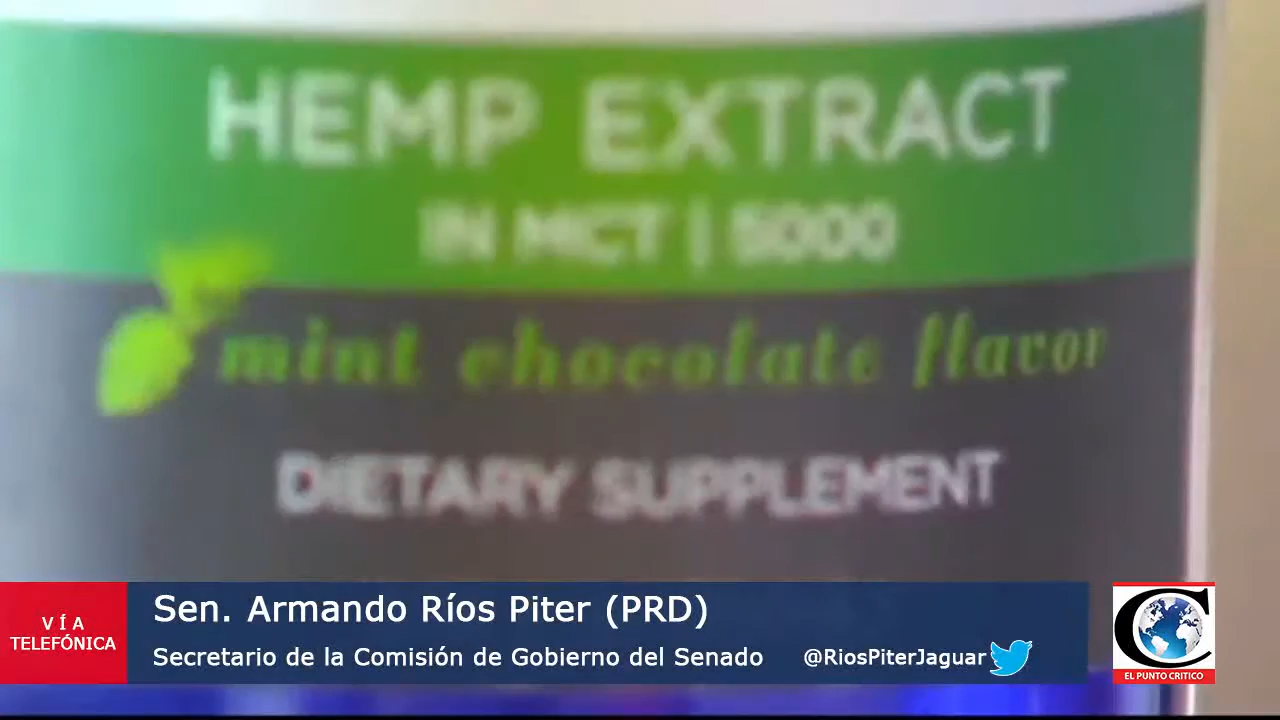 HEMP EXTRACT
IN MCT | 5000
mint chocolate flavor
DIETARY SUPPLEMENT
VÍA
TELEFÓNICA
Sen. Armando Ríos Piter (PRD)
Secretario de la Comisión de Gobierno del Senado @RiosPiterJaguar
C
EL PUNTO CRITICO